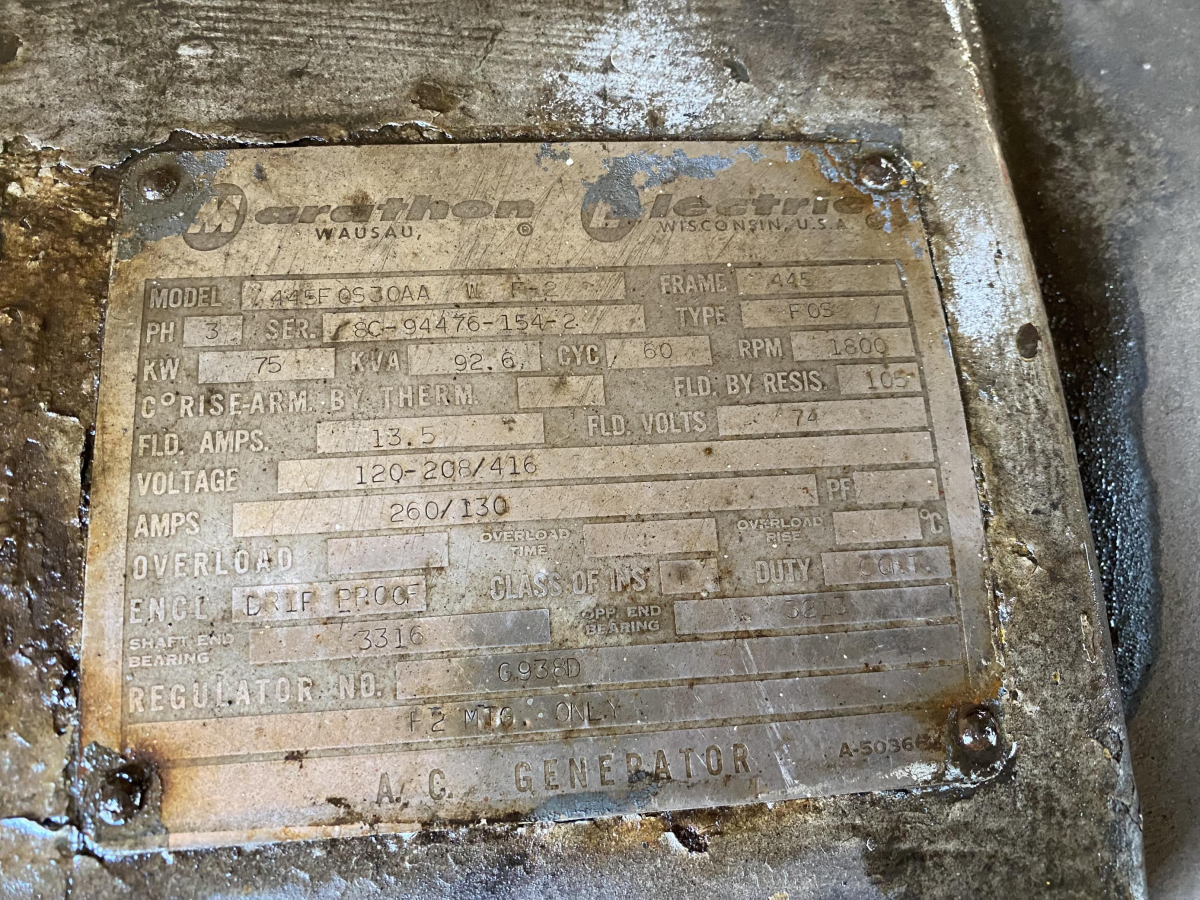 Marathon Electric
WAUSAU, © WISCONSIN, U.S.A. ®
MODEL 445FOS30AA W F-2 FRAME 445
PH 3 SER. 8C-94476-154-2 TYPE FOS
KW 75 KVA 92.6 CYC 60 RPM 1800
C° RISE-ARM. BY THERM. FLD. BY RESIS. 105
FLD. AMPS. 13.5 FLD. VOLTS 74
VOLTAGE 120-208/416
AMPS 260/130 PF
OVERLOAD OVERLOAD TIME OVERLOAD RISE °C
ENCL DRIP PROOF CLASS OF INS DUTY
SHAFT END BEARING 3316 OPP. END BEARING
REGULATOR NO. G938D
F2 MTG. ONLY
A.C. GENERATOR